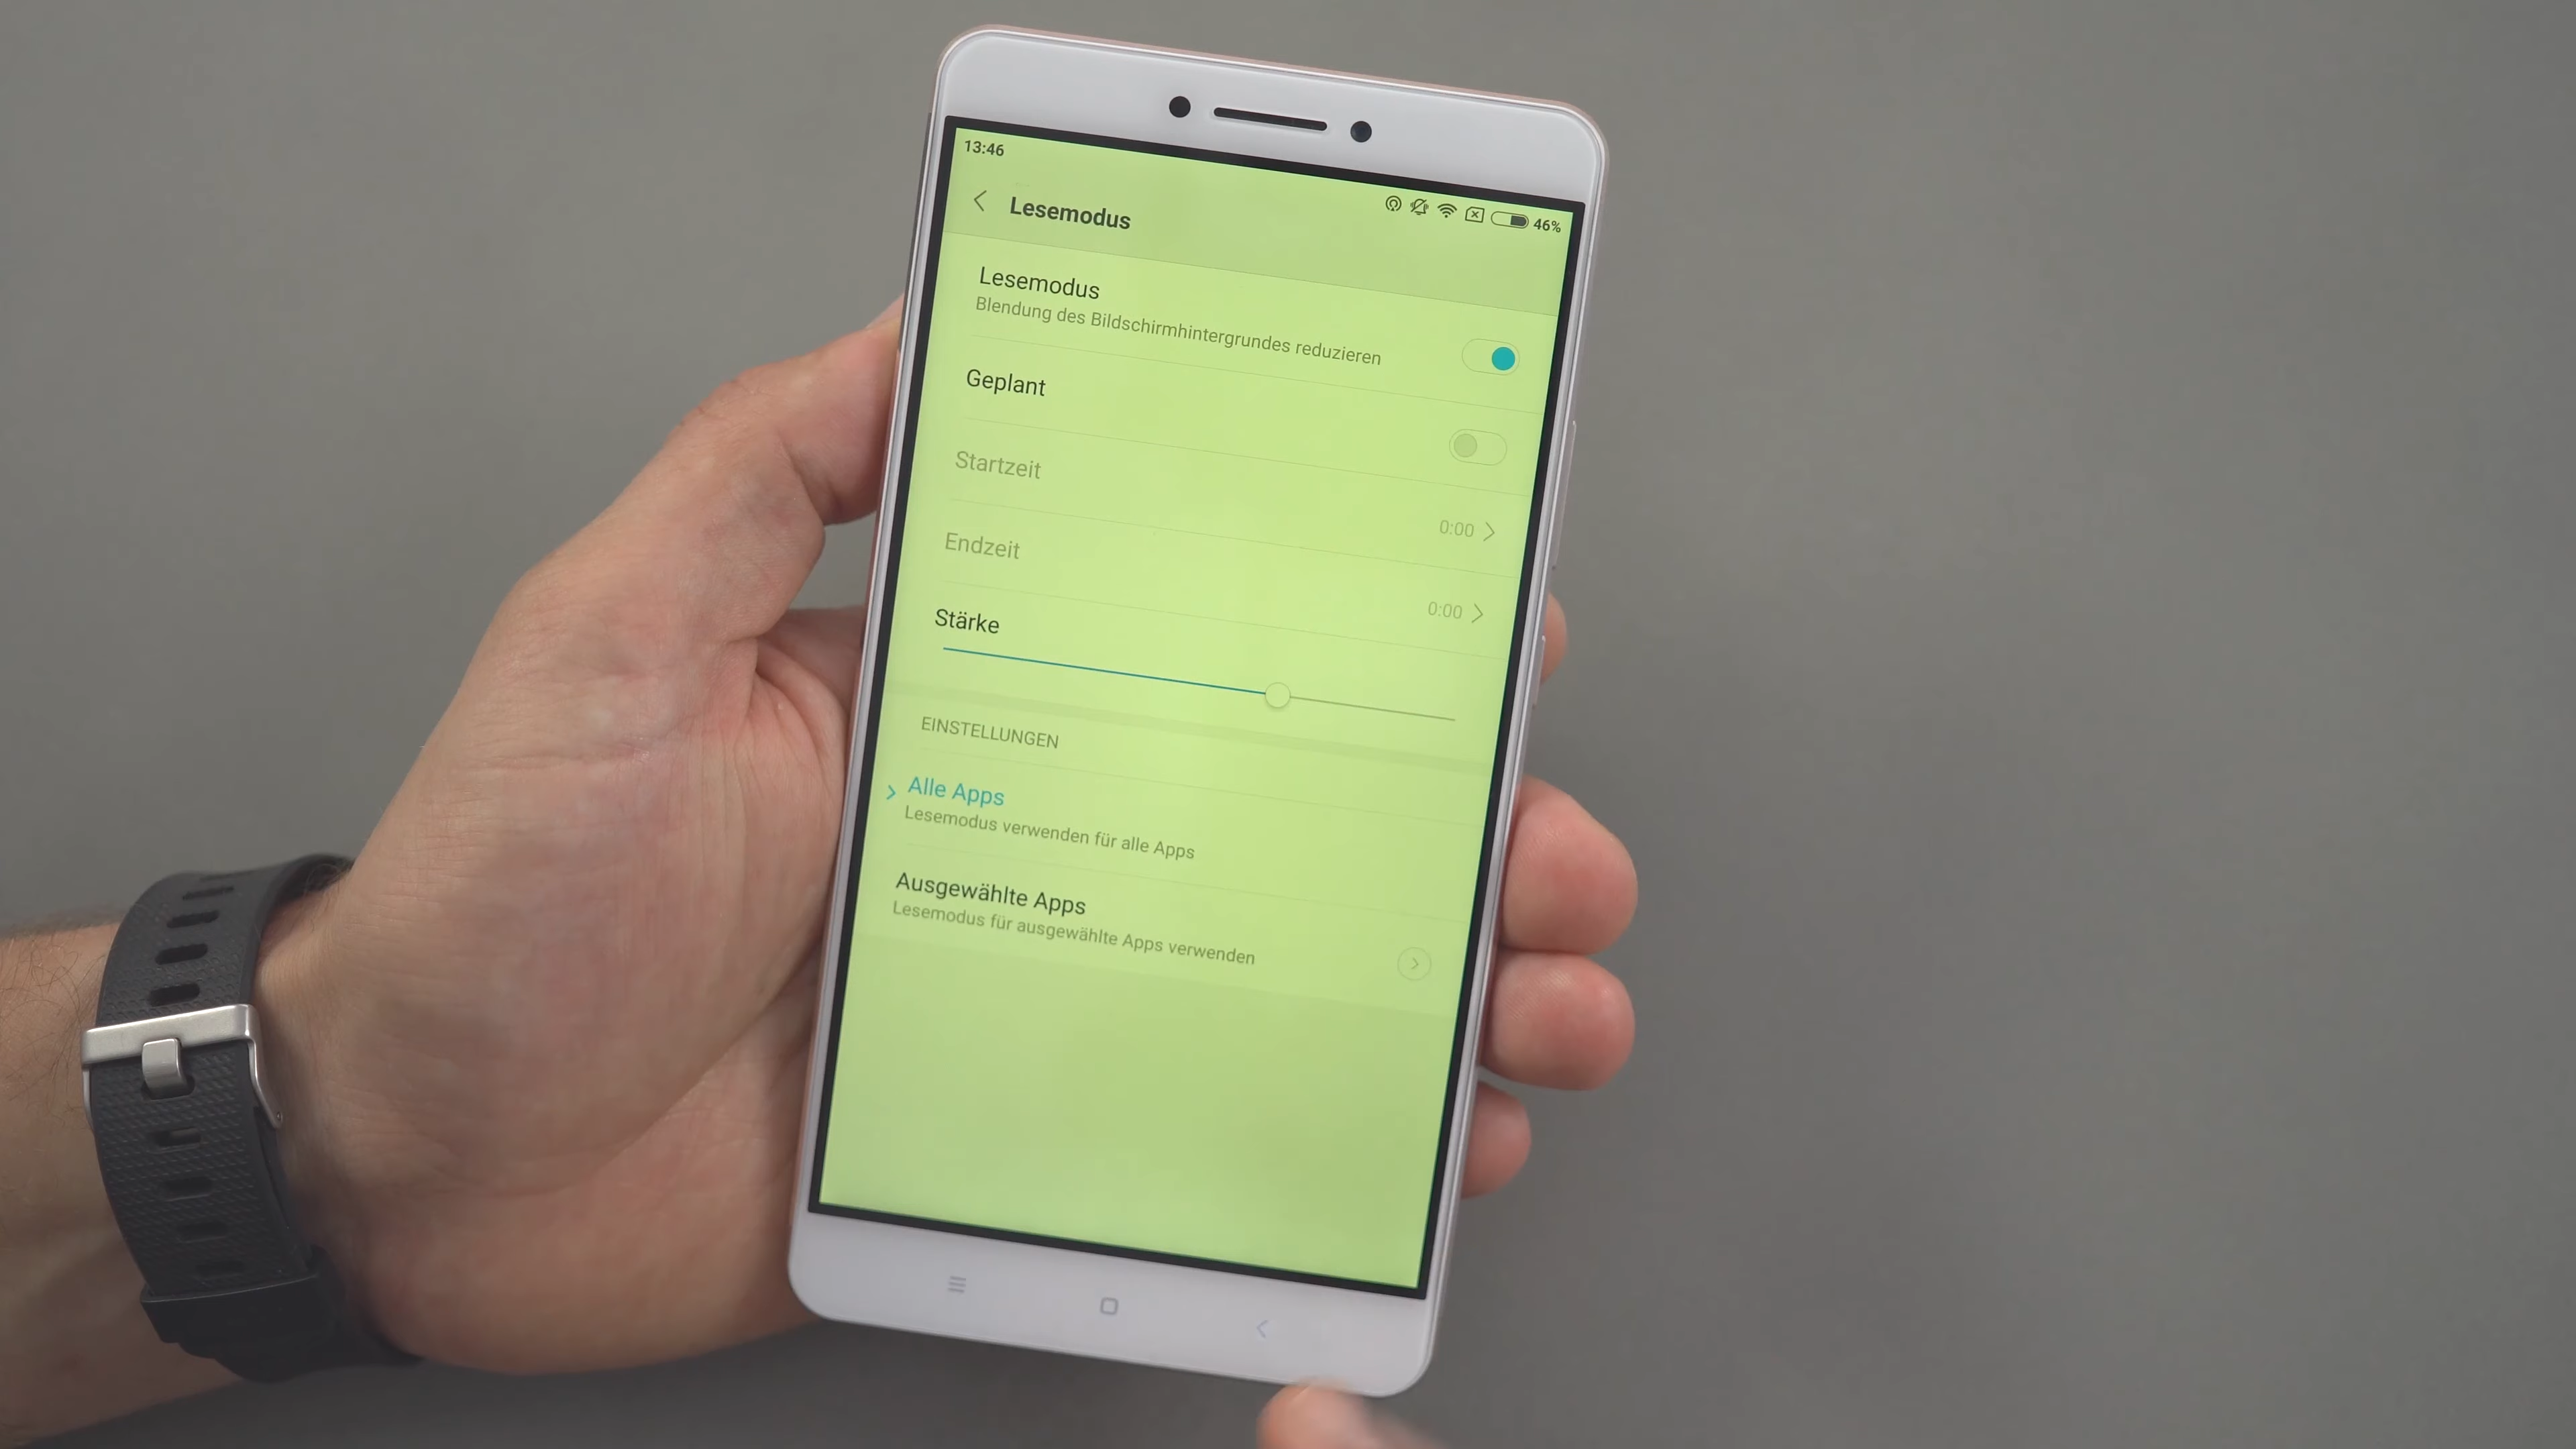 13:46
46%
Lesemodus
Lesemodus
Blendung des Bildschirmhintergrundes reduzieren
Geplant
Startzeit
0:00
Endzeit
0:00
Stärke
EINSTELLUNGEN
Alle Apps
Lesemodus verwenden für alle Apps
Ausgewählte Apps
Lesemodus für ausgewählte Apps verwenden